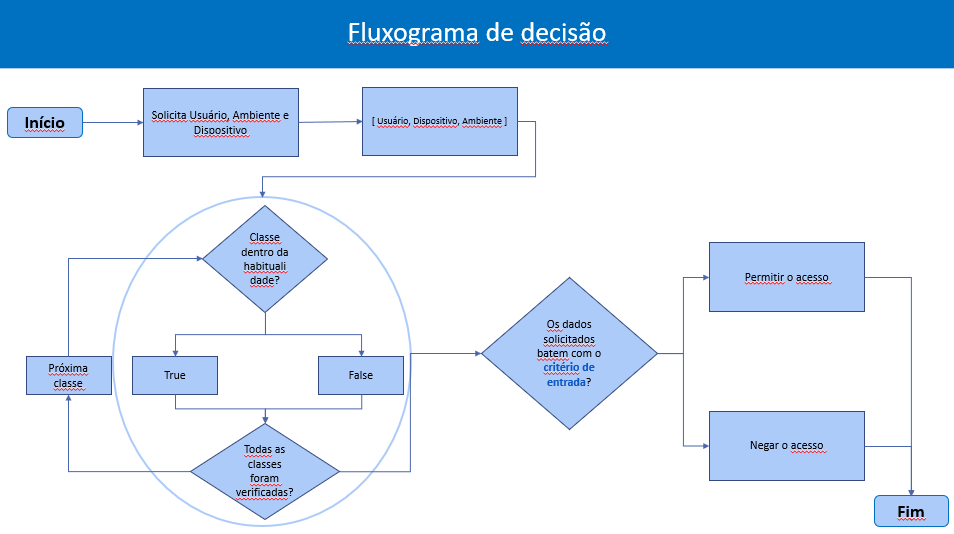 Fluxograma de decisão
Início
Solicita Usuário, Ambiente e
Dispositivo
[ Usuário, Dispositivo, Ambiente ]
Classe
dentro da
habituali
dade?
Próxima
classe
True
False
Todas as
classes
foram
verificadas?
Os dados
solicitados
batem com o
critério de
entrada?
Permitir o acesso
Negar o acesso
Fim